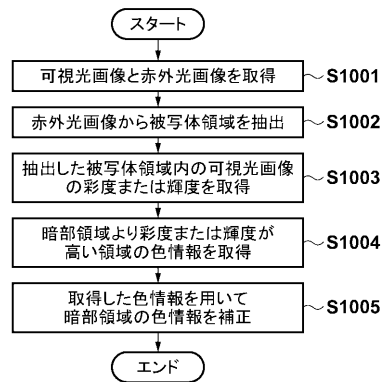 スタート
可視光画像と赤外光画像を取得
S1001
赤外光画像から被写体領域を抽出
S1002
抽出した被写体領域内の可視光画像
の彩度または輝度を取得
S1003
暗部領域より彩度または輝度が
高い領域の色情報を取得
S1004
取得した色情報を用いて
暗部領域の色情報を補正
S1005
エンド